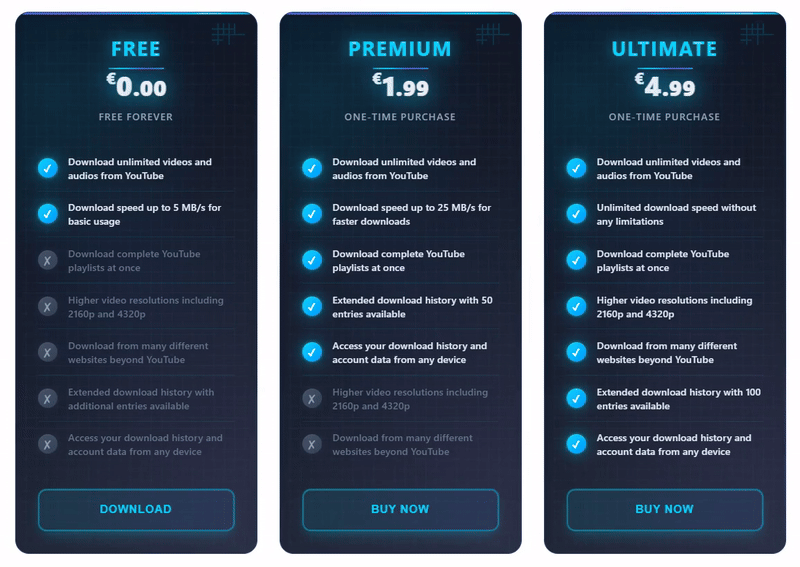 FREE
€0.00
FREE FOREVER
Download unlimited videos and
audios from YouTube
Download speed up to 5 MB/s for
basic usage
Download complete YouTube
playlists at once
Higher video resolutions including
2160p and 4320p
Download from many different
websites beyond YouTube
Extended download history with
additional entries available
Access your download history and
account data from any device
DOWNLOAD
PREMIUM
€1.99
ONE-TIME PURCHASE
Download unlimited videos and
audios from YouTube
Download speed up to 25 MB/s for
faster downloads
Download complete YouTube
playlists at once
Extended download history with 50
entries available
Access your download history and
account data from any device
Higher video resolutions including
2160p and 4320p
Download from many different
websites beyond YouTube
BUY NOW
ULTIMATE
€4.99
ONE-TIME PURCHASE
Download unlimited videos and
audios from YouTube
Unlimited download speed without
any limitations
Download complete YouTube
playlists at once
Higher video resolutions including
2160p and 4320p
Download from many different
websites beyond YouTube
Extended download history with 100
entries available
Access your download history and
account data from any device
BUY NOW